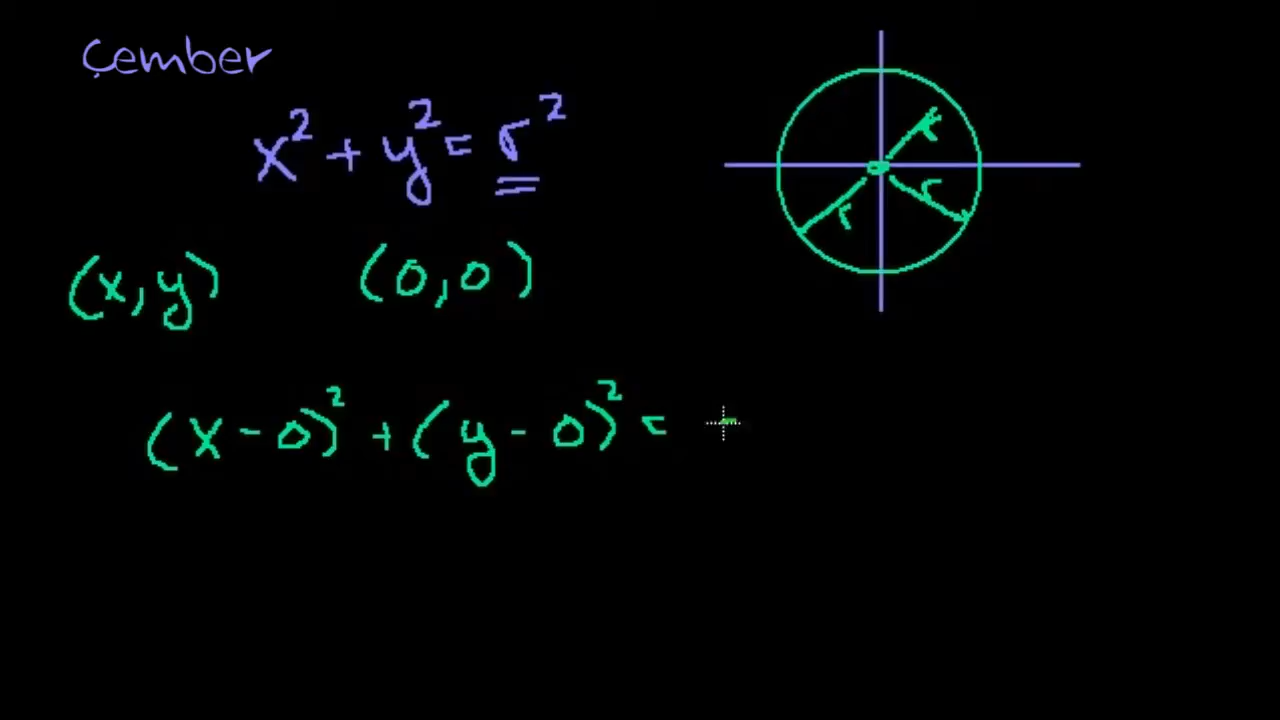 Çember
x² + y² = r²
(x, y) (0, 0)
(x - 0)² + (y - 0)² =
r
r
r